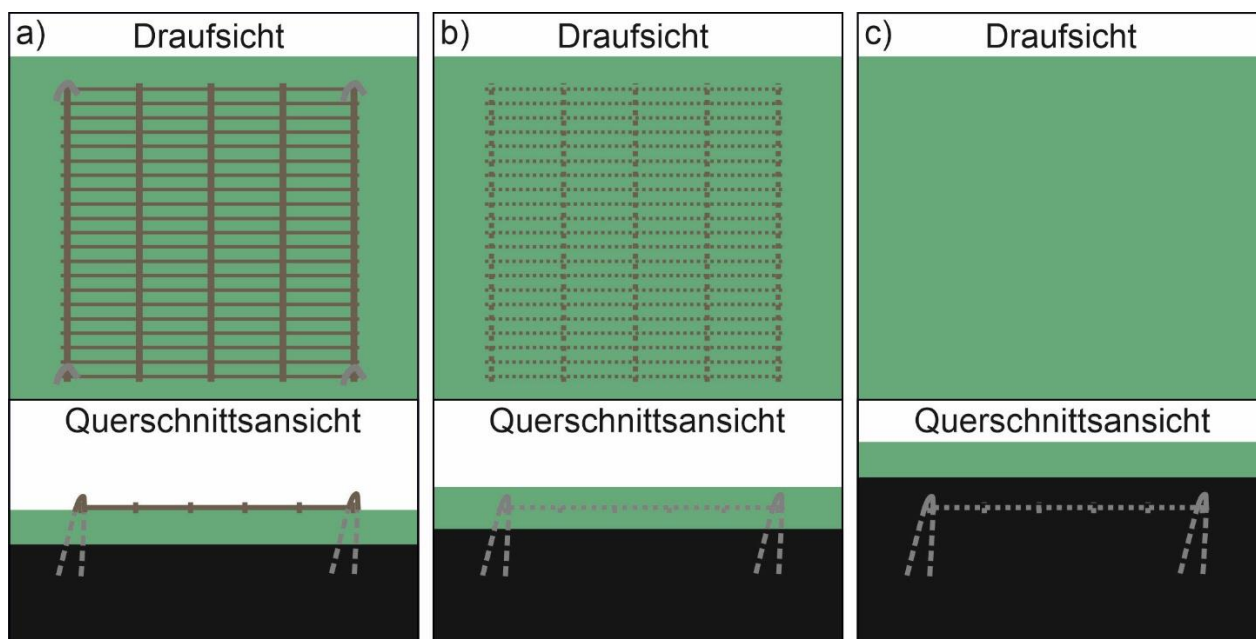 a)
Draufsicht
Querschnittsansicht
b)
Draufsicht
Querschnittsansicht
c)
Draufsicht
Querschnittsansicht